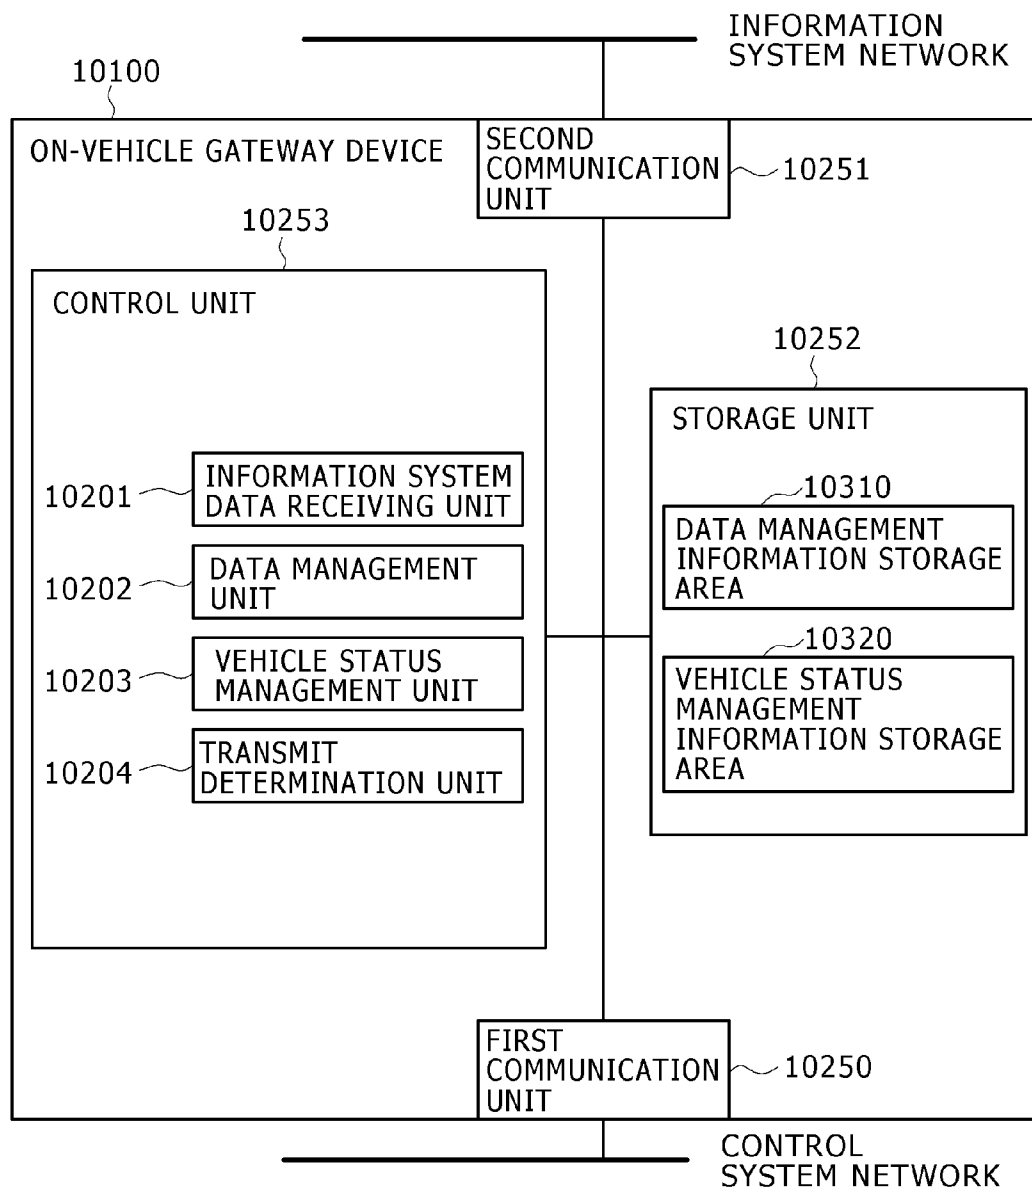 INFORMATION
SYSTEM NETWORK
10100
ON-VEHICLE GATEWAY DEVICE
SECOND
COMMUNICATION
UNIT
10251
10253
CONTROL UNIT
10252
STORAGE UNIT
10201
INFORMATION SYSTEM
DATA RECEIVING UNIT
10310
DATA MANAGEMENT
INFORMATION STORAGE
AREA
10202
DATA MANAGEMENT
UNIT
10203
VEHICLE STATUS
MANAGEMENT UNIT
10320
VEHICLE STATUS
MANAGEMENT
INFORMATION STORAGE
AREA
10204
TRANSMIT
DETERMINATION UNIT
FIRST
COMMUNICATION
UNIT
10250
CONTROL
SYSTEM NETWORK